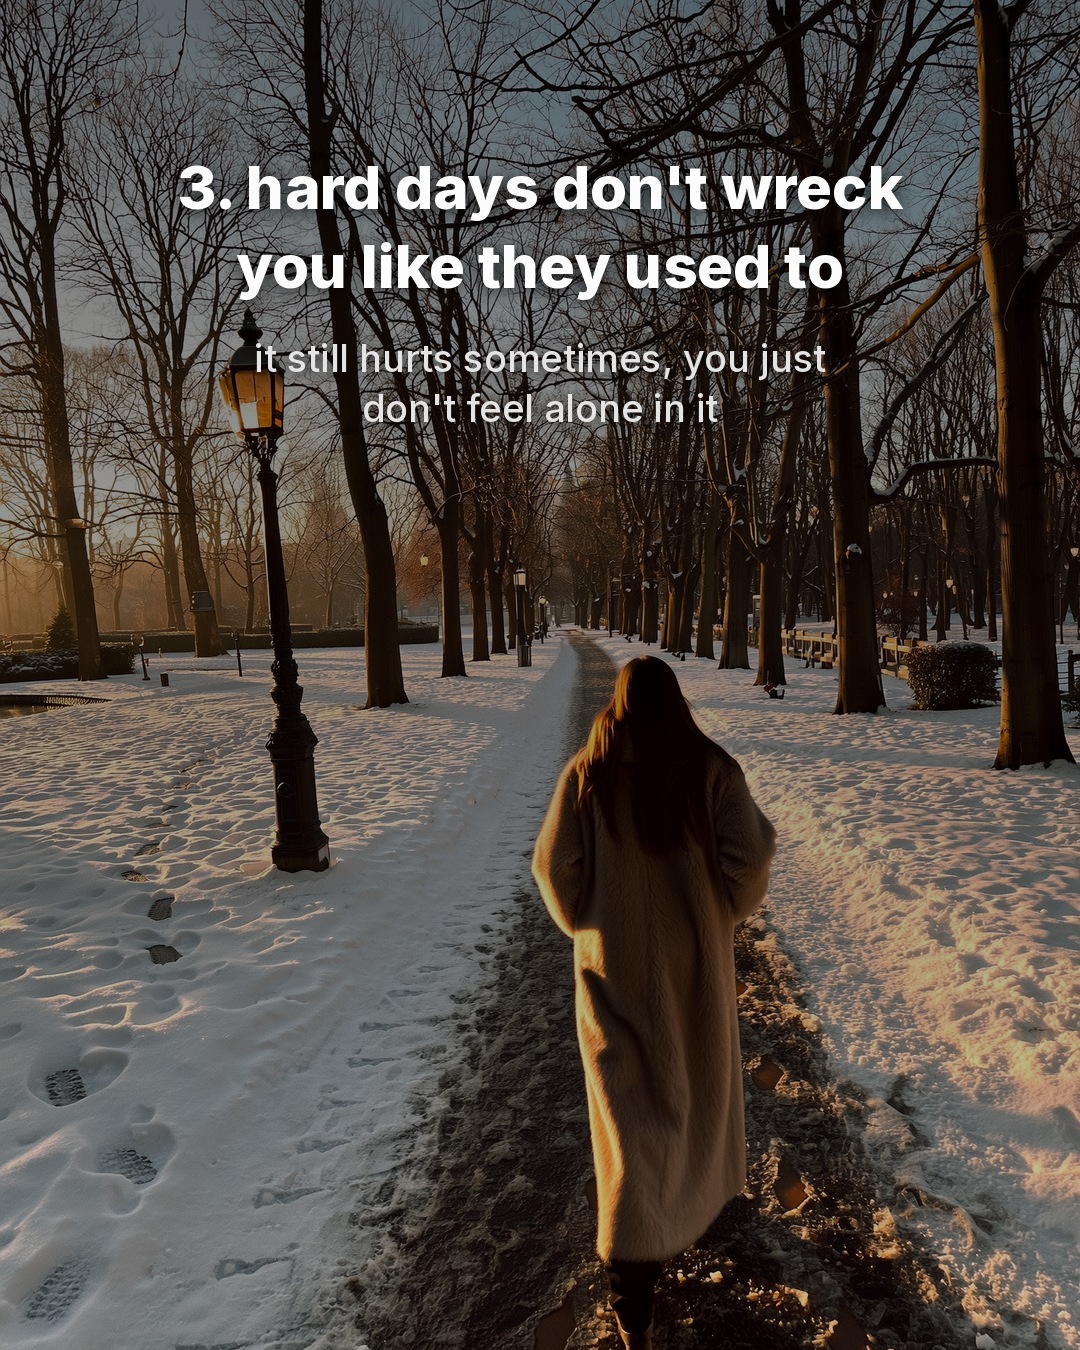 3. hard days don't wreck
you like they used to
it still hurts sometimes, you just
don't feel alone in it